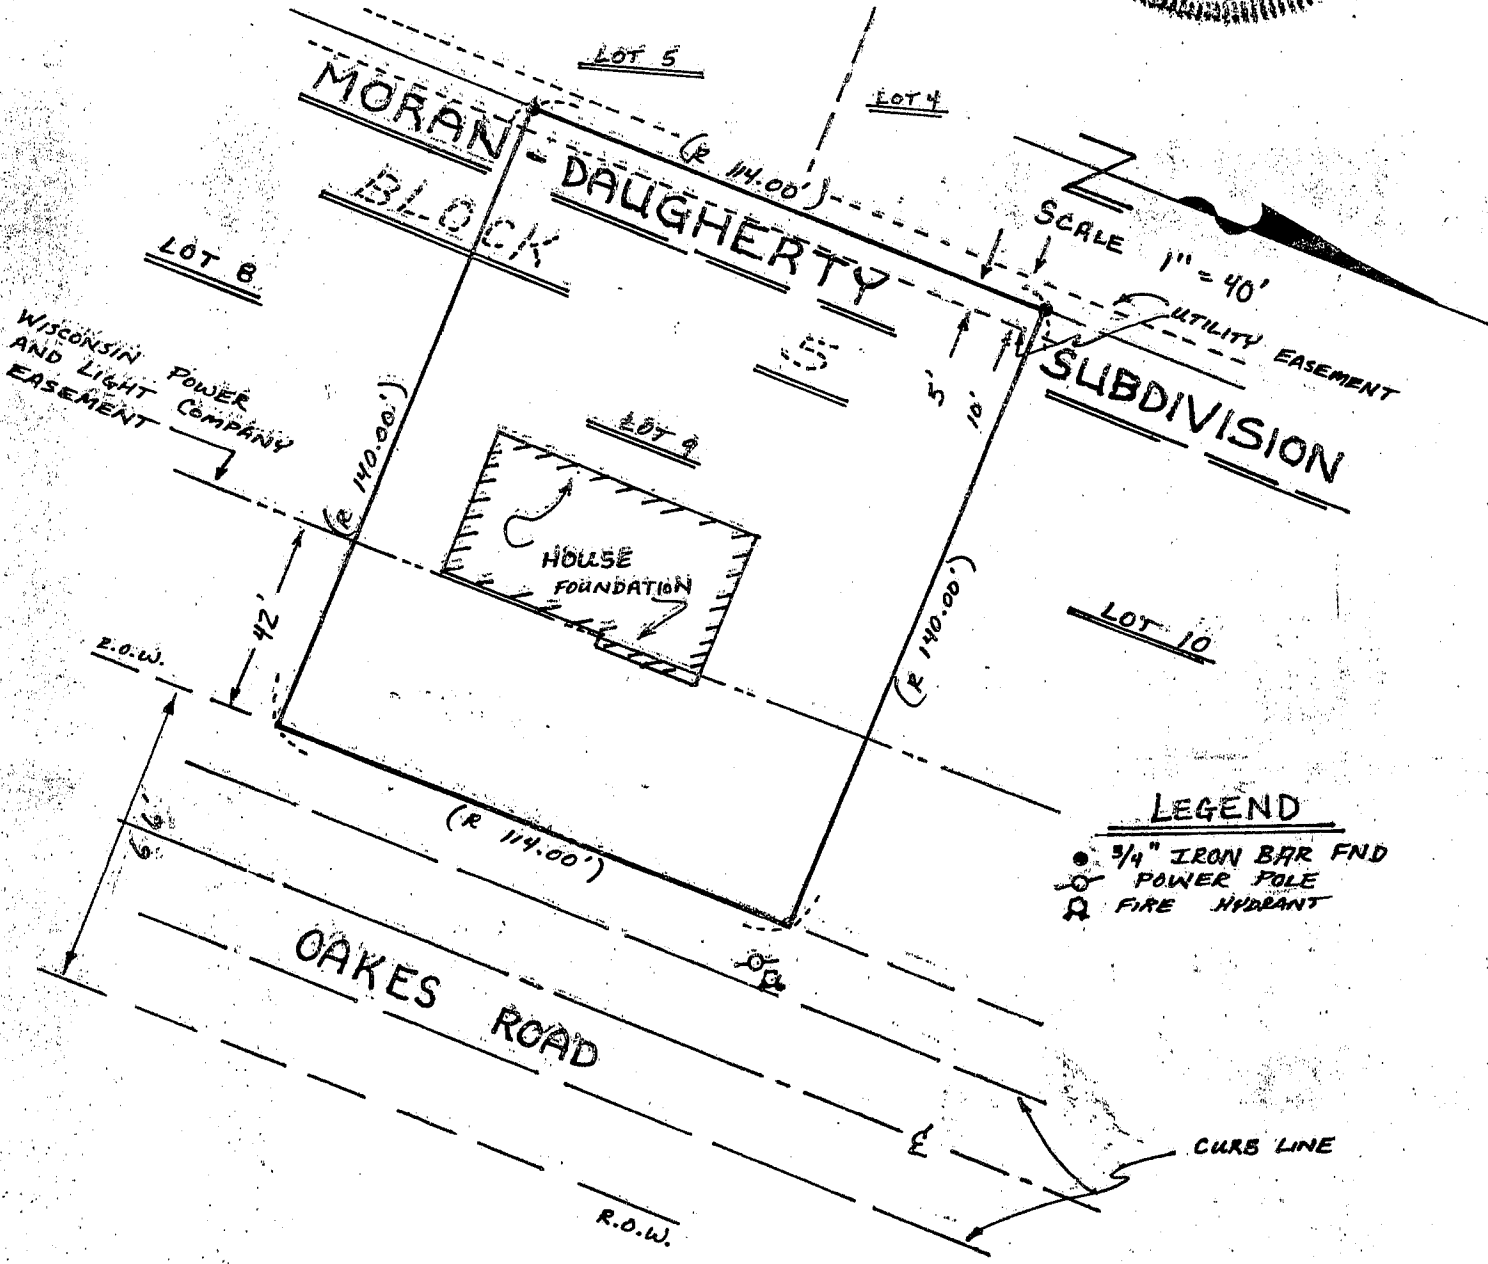 LOT 5
LOT 4
MORAN - DAUGHERTY SUBDIVISION
BLOCK 5
(R 114.00')
SCALE 1" = 40'
UTILITY EASEMENT
5'
10'
LOT 8
WISCONSIN POWER
AND LIGHT COMPANY
EASEMENT
(R 140.00')
LOT 9
HOUSE
FOUNDATION
(R 140.00')
LOT 10
42'
R.O.W.
66'
(R 114.00')
LEGEND
3/4" IRON BAR FND
POWER POLE
FIRE HYDRANT
OAKES ROAD
CURB LINE
R.O.W.